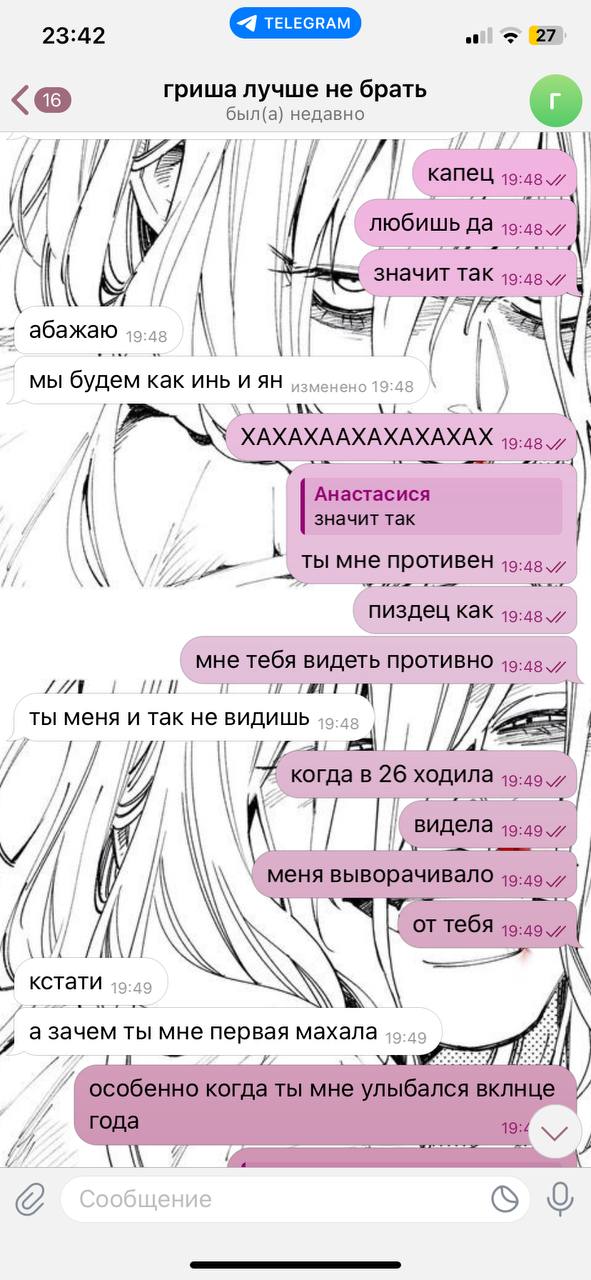 23:42
TELEGRAM
27
16
гриша лучше не брать
был(а) недавно
Г
капец 19:48
любишь да 19:48
значит так 19:48
абажаю 19:48
мы будем как инь и ян изменено 19:48
ХАХАХААХАХАХАХАХ 19:48
Анастасися
значит так
ты мне противен 19:48
пиздец как 19:48
мне тебя видеть противно 19:48
ты меня и так не видишь 19:48
когда в 26 ходила 19:49
видела 19:49
меня выворачивало 19:49
от тебя 19:49
кстати 19:49
а зачем ты мне первая махала 19:49
особенно когда ты мне улыбался вклнце
года
Сообщение